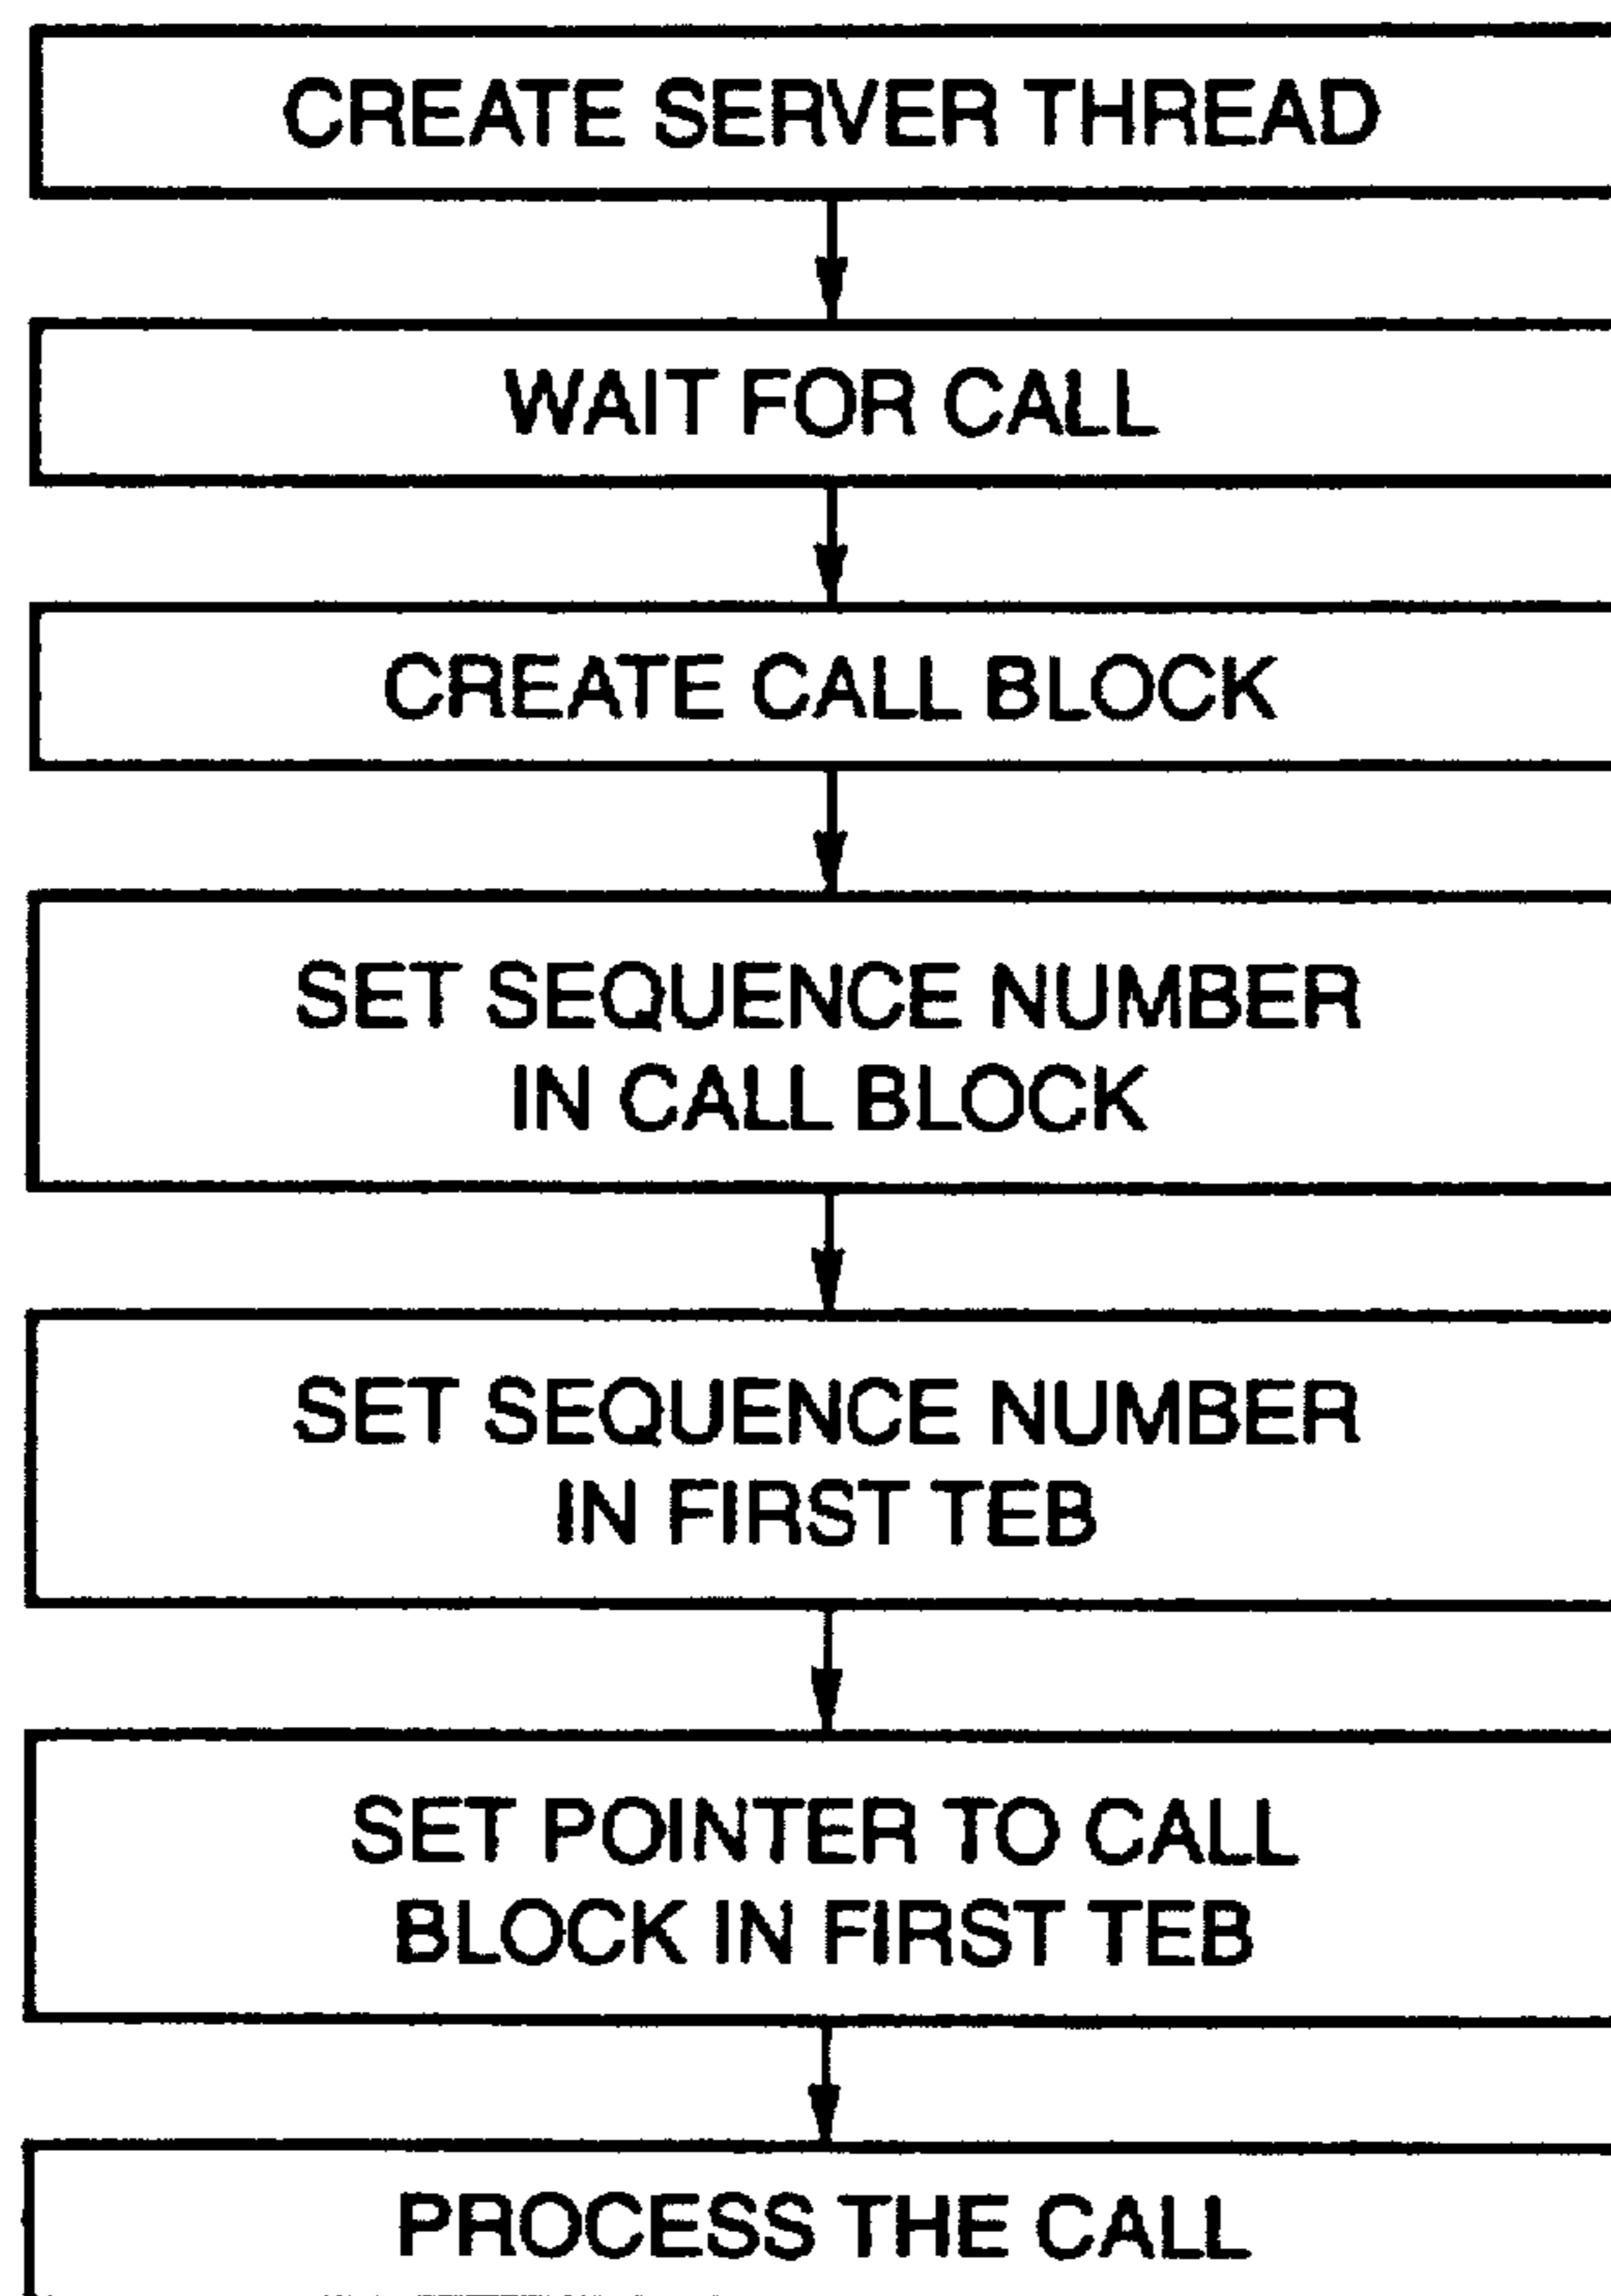 CREATE SERVER THREAD
WAIT FOR CALL
CREATE CALL BLOCK
SET SEQUENCE NUMBER
IN CALL BLOCK
SET SEQUENCE NUMBER
IN FIRST TEB
SET POINTER TO CALL
BLOCK IN FIRST TEB
PROCESS THE CALL